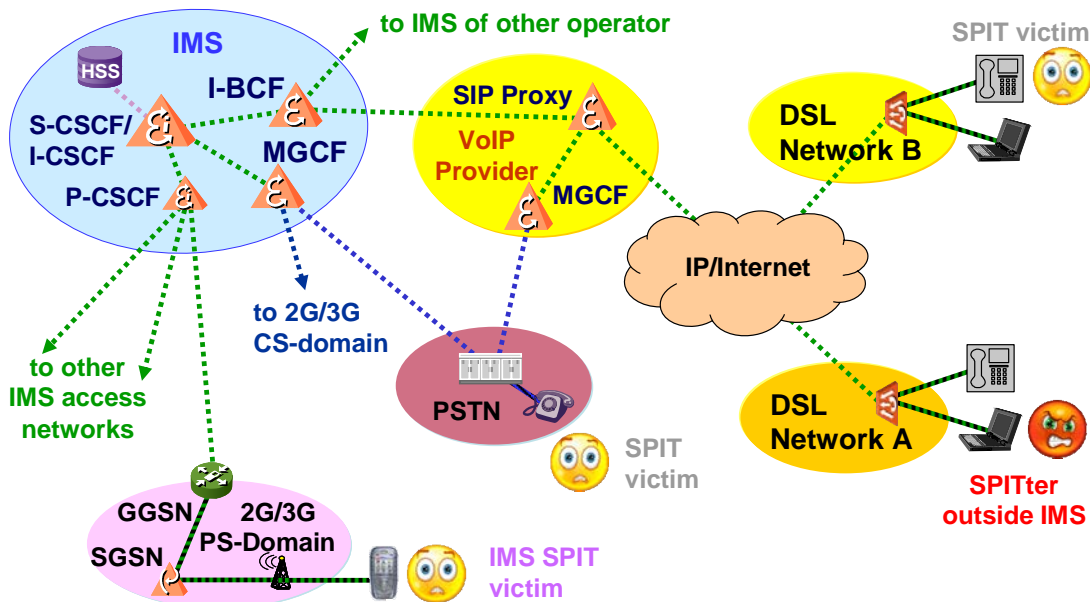 to IMS of other operator
SPIT victim
IMS
HSS
I-BCF
S-CSCF/
I-CSCF
MGCF
P-CSCF
SIP Proxy
VoIP
Provider
MGCF
DSL
Network B
IP/Internet
to 2G/3G
CS-domain
to other
IMS access
networks
PSTN
SPIT
victim
DSL
Network A
SPITter
outside IMS
GGSN
2G/3G
PS-Domain
SGSN
IMS SPIT
victim